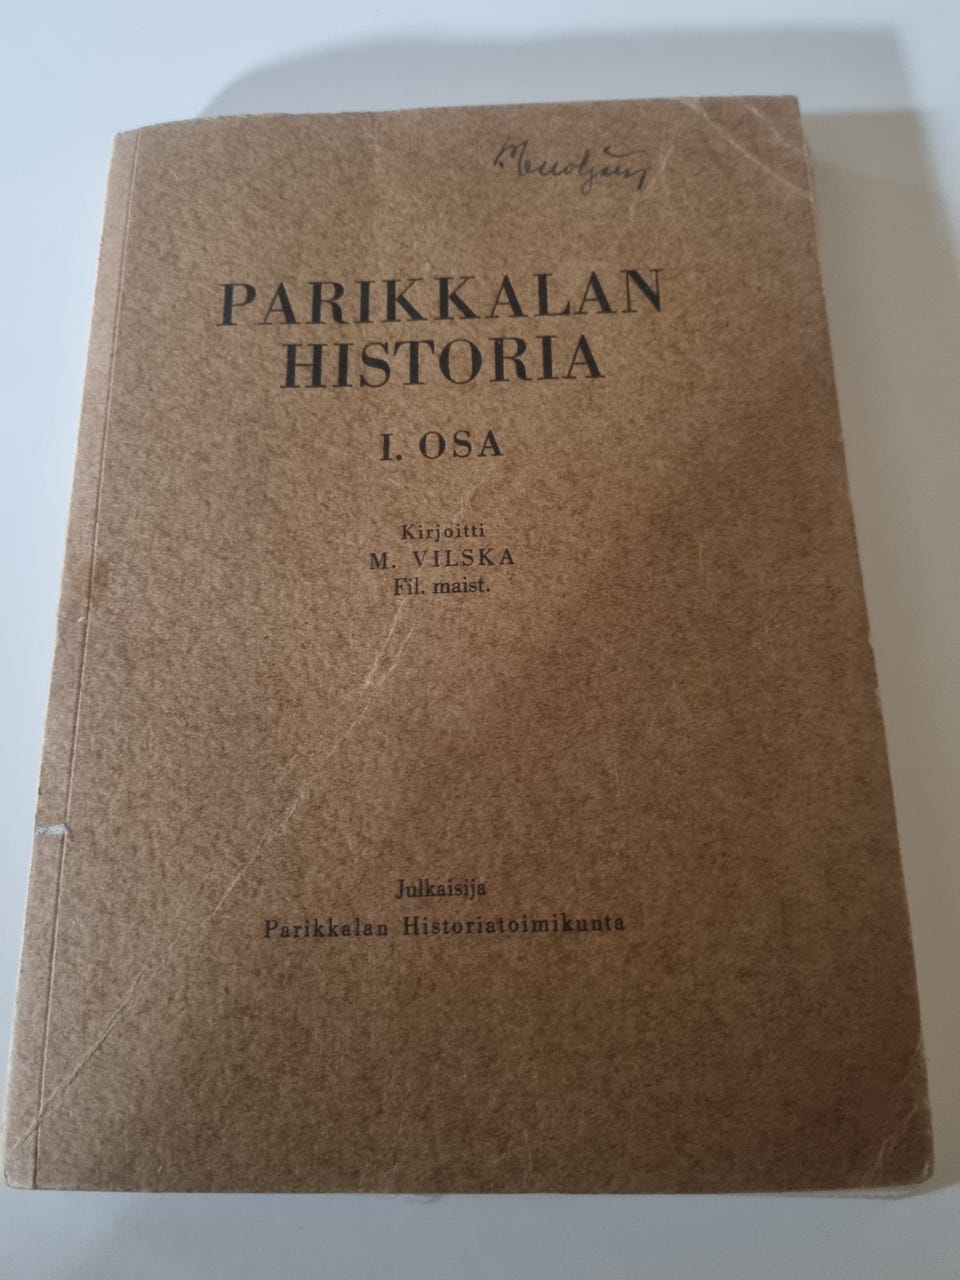 PARIKKALAN
HISTORIA
I. OSA
Kirjoitti
M. VILSKA
Fil. maist.
Julkaisija
Parikkalan Historiatoimikunta